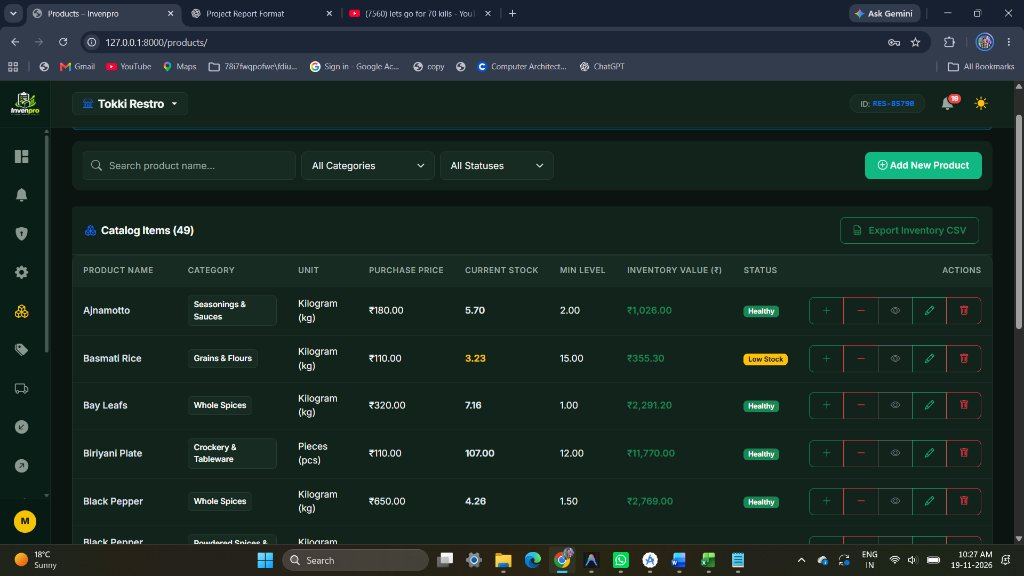 Products - Invenpro
Project Report Format
(7560) lets go for 70 kills - You
Ask Gemini
127.0.0.1:8000/products/
Gmail
YouTube
Maps
Sign in - Google Ac...
copy
Computer Architect...
ChatGPT
All Bookmarks
Invenpro
Tokki Restro
ID: RES-85790
19
Search product name...
All Categories
All Statuses
Add New Product
Catalog Items (49)
Export Inventory CSV
PRODUCT NAME CATEGORY UNIT PURCHASE PRICE CURRENT STOCK MIN LEVEL INVENTORY VALUE (₹) STATUS ACTIONS
Ajnamotto Seasonings & Sauces Kilogram (kg) ₹180.00 5.70 2.00 ₹1,026.00 Healthy
Basmati Rice Grains & Flours Kilogram (kg) ₹110.00 3.23 15.00 ₹355.30 Low Stock
Bay Leafs Whole Spices Kilogram (kg) ₹320.00 7.16 1.00 ₹2,291.20 Healthy
Biriyani Plate Crockery & Tableware Pieces (pcs) ₹110.00 107.00 12.00 ₹11,770.00 Healthy
Black Pepper Whole Spices Kilogram (kg) ₹650.00 4.26 1.50 ₹2,769.00 Healthy
Black Pepper Powdered Spices & Kilogram
M
18°C
Sunny
Search
ENG
IN
10:27 AM
19-11-2026